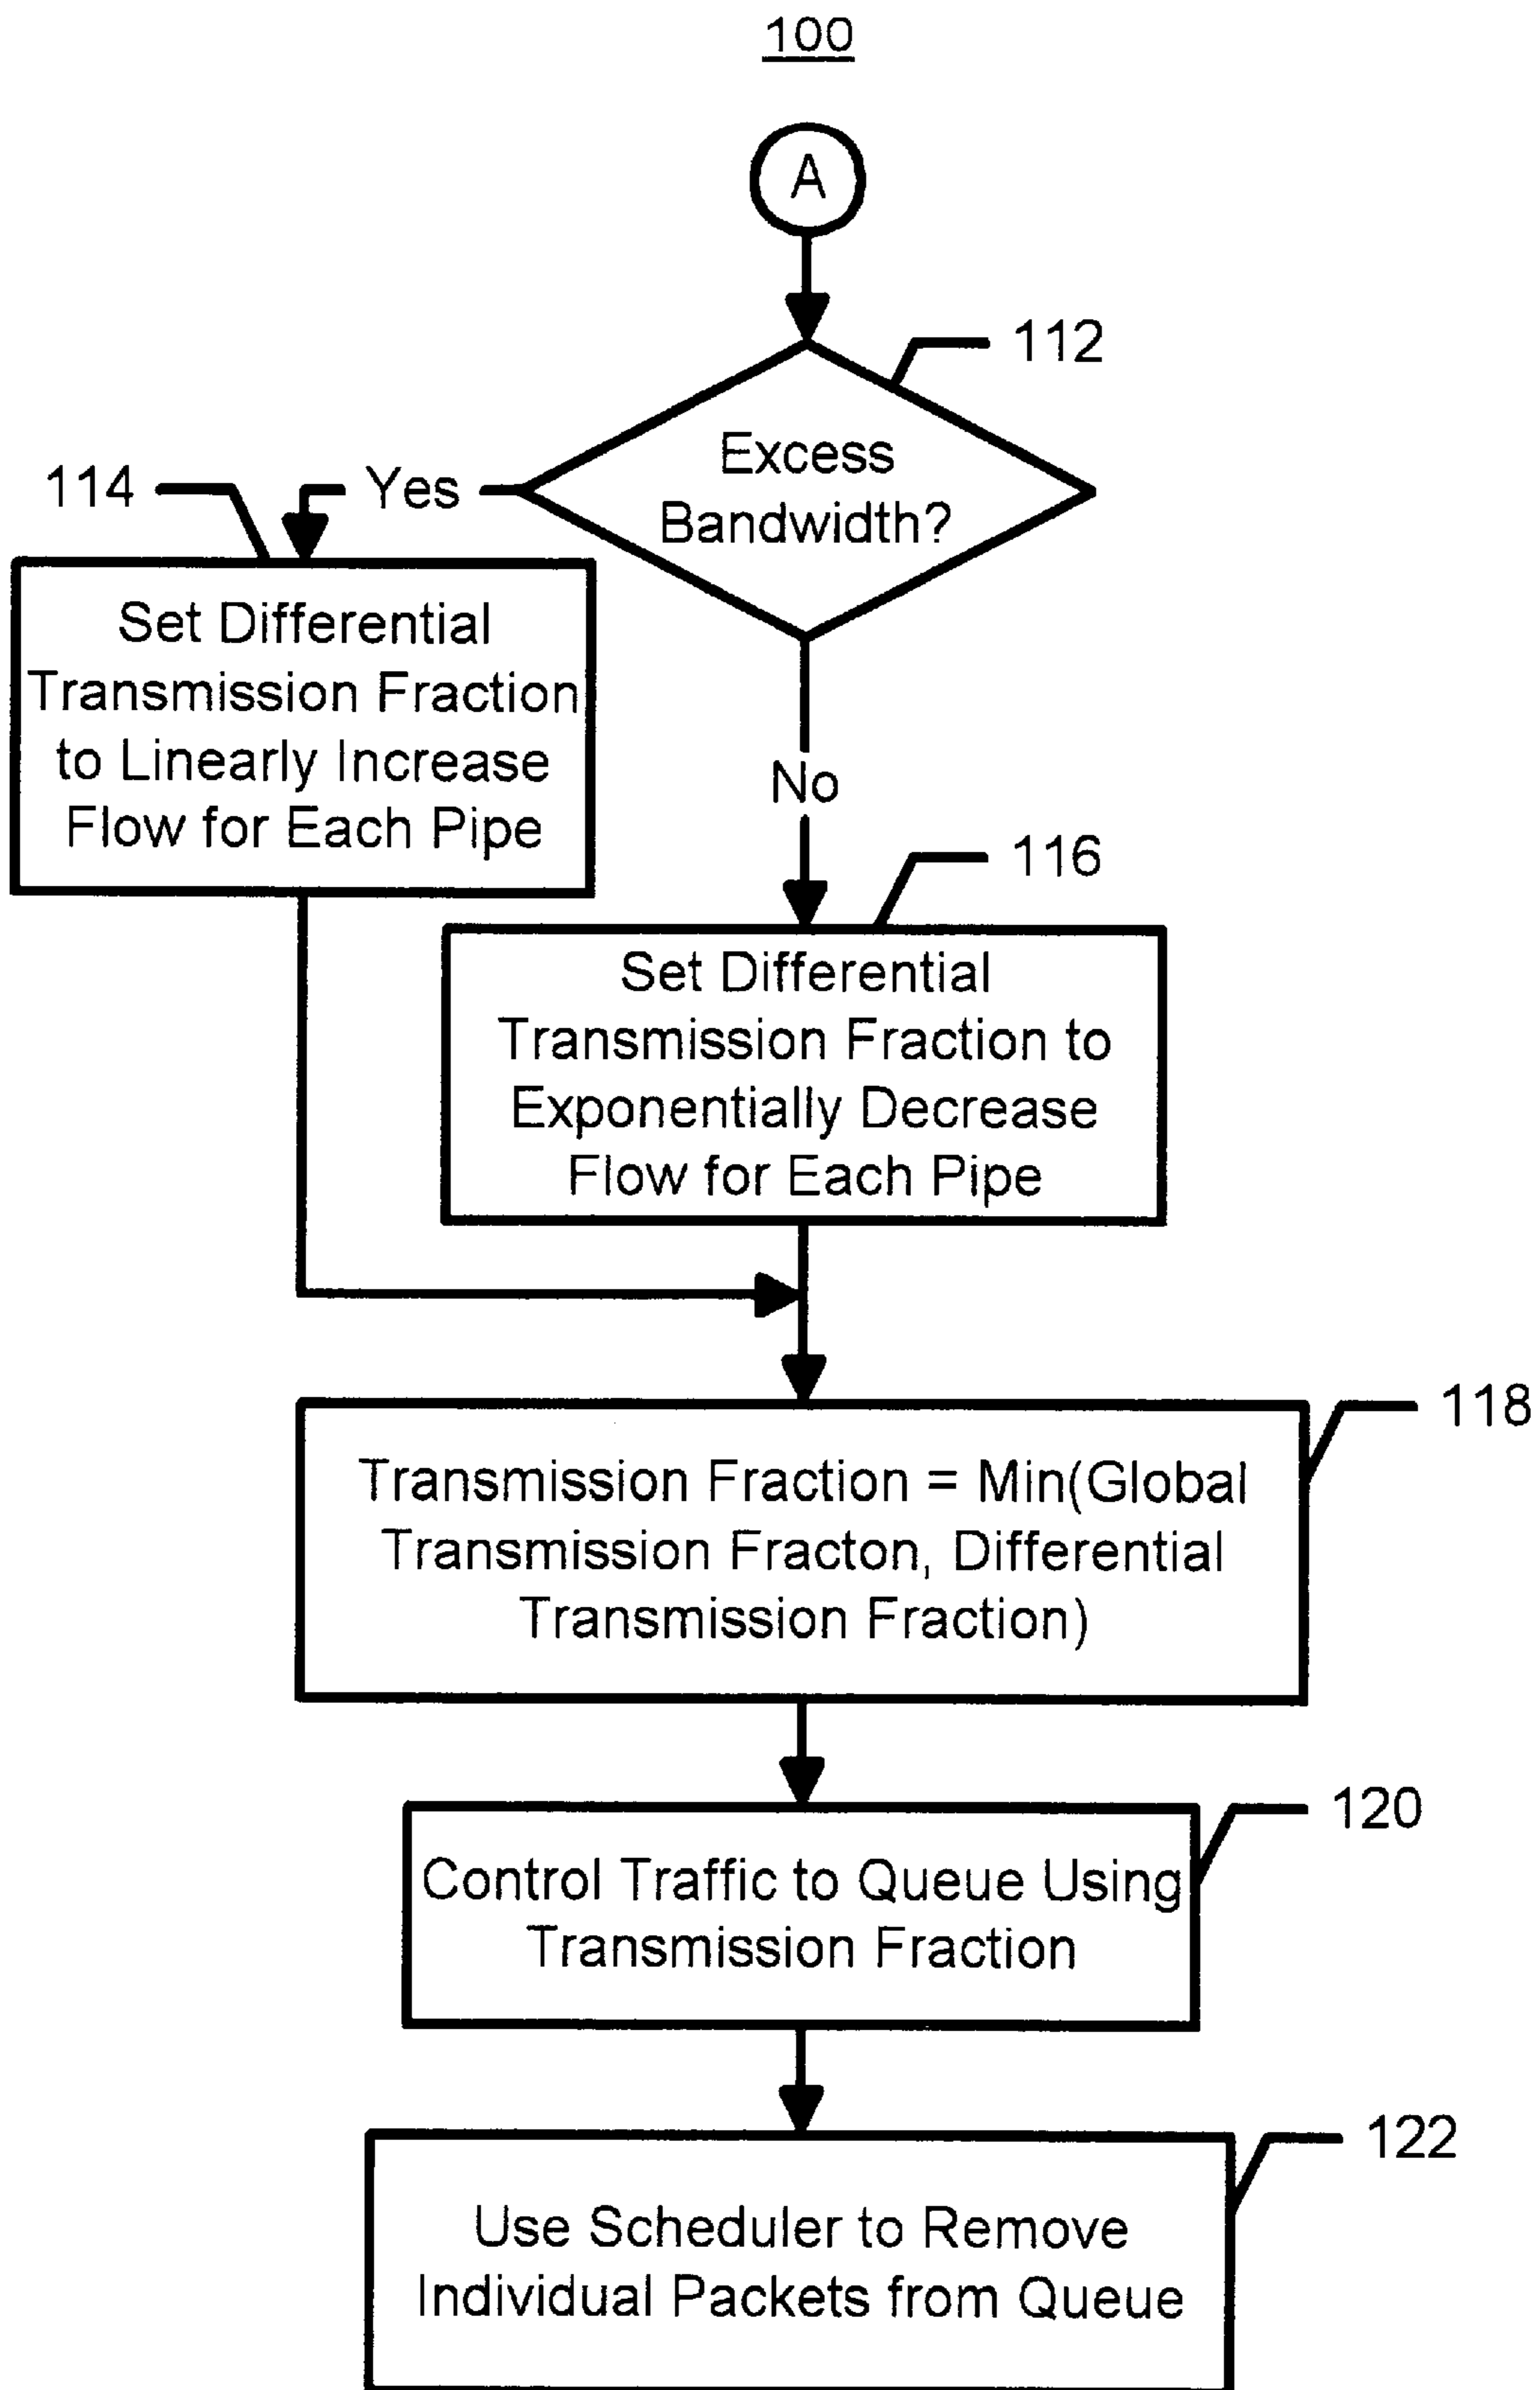 100
A
112
Excess
Bandwidth?
Yes
114
Set Differential
Transmission Fraction
to Linearly Increase
Flow for Each Pipe
No
116
Set Differential
Transmission Fraction to
Exponentially Decrease
Flow for Each Pipe
118
Transmission Fraction = Min(Global
Transmission Fracton, Differential
Transmission Fraction)
120
Control Traffic to Queue Using
Transmission Fraction
122
Use Scheduler to Remove
Individual Packets from Queue